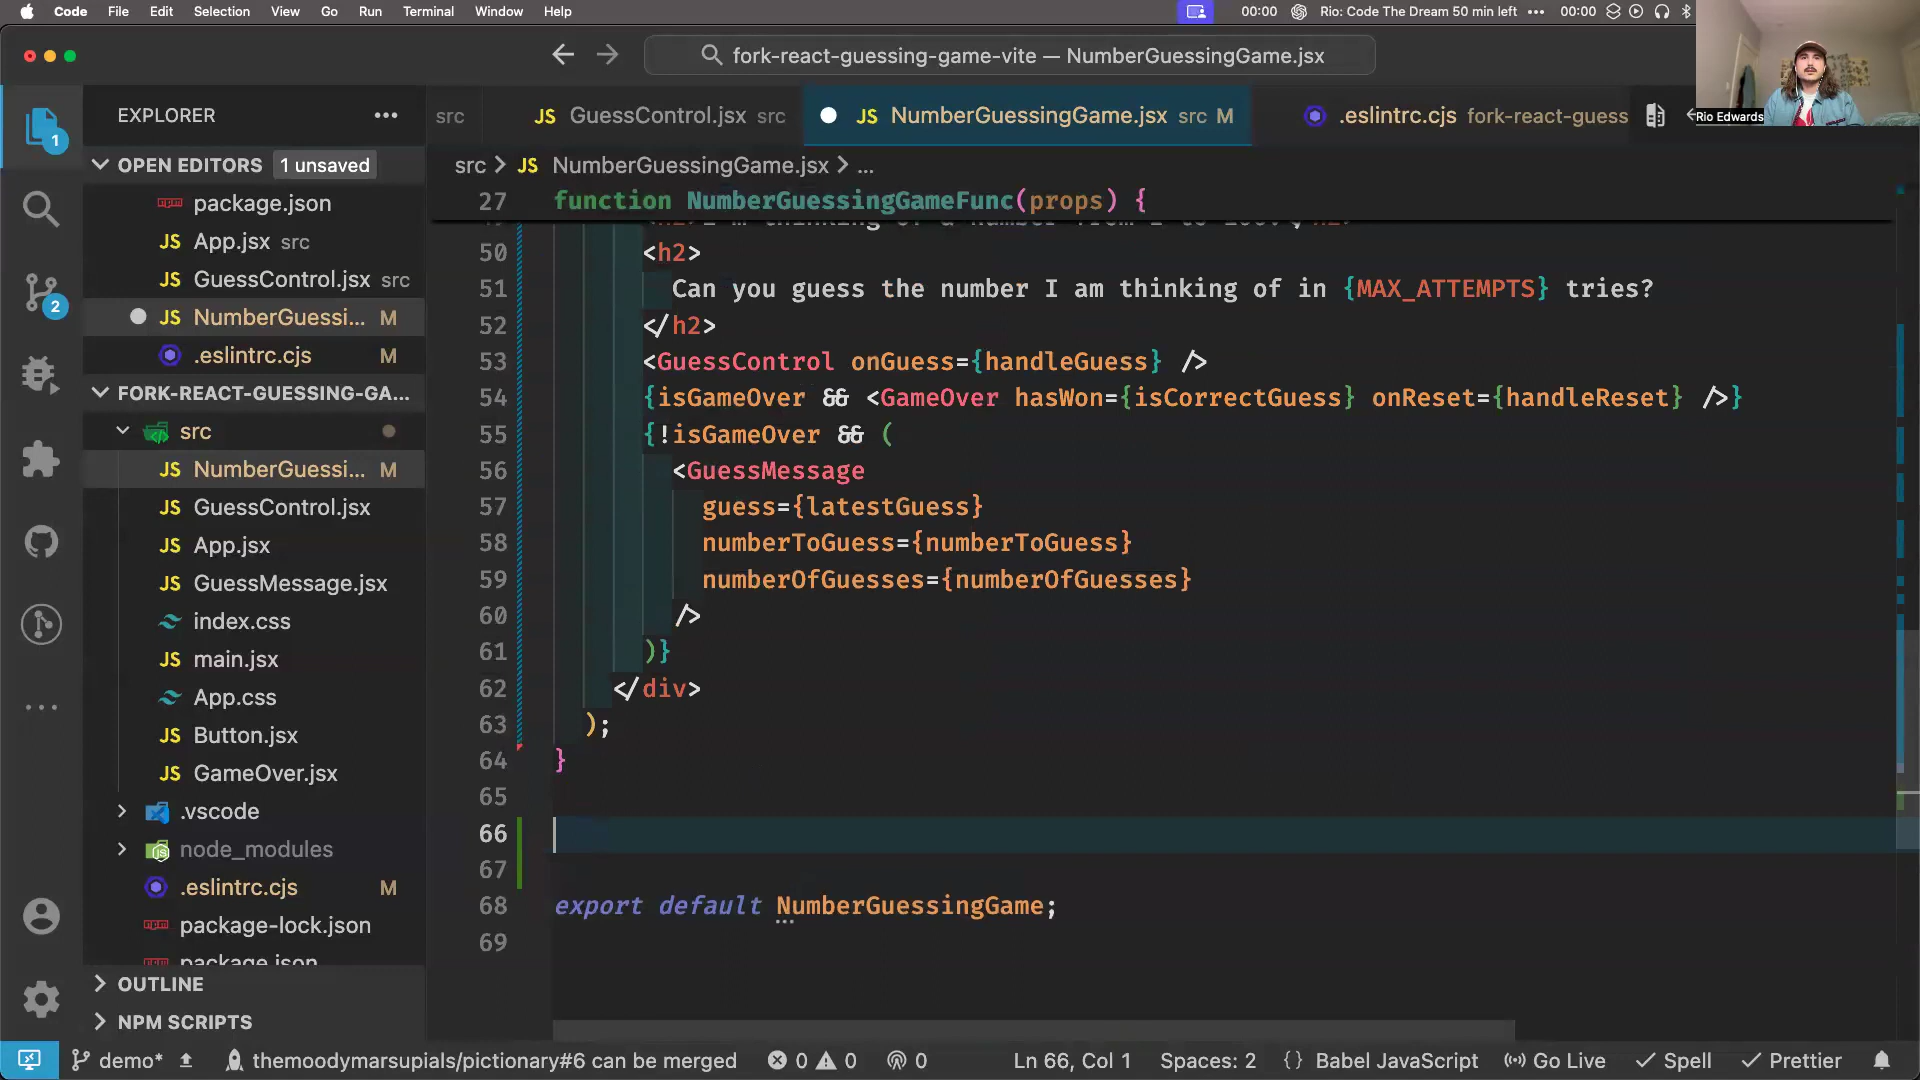 Code File Edit Selection View Go Run Terminal Window Help 00:00 Rio: Code The Dream 50 min left ••• 00:00
fork-react-guessing-game-vite — NumberGuessingGame.jsx
Rio Edwards
EXPLORER
src GuessControl.jsx src NumberGuessingGame.jsx src M .eslintrc.cjs fork-react-guess
OPEN EDITORS 1 unsaved
package.json
App.jsx src
GuessControl.jsx src
NumberGuessi... M
.eslintrc.cjs M
FORK-REACT-GUESSING-GA...
src
NumberGuessi... M
GuessControl.jsx
App.jsx
GuessMessage.jsx
index.css
main.jsx
App.css
Button.jsx
GameOver.jsx
.vscode
node_modules
.eslintrc.cjs M
package-lock.json
package.json
OUTLINE
NPM SCRIPTS
1
2
src > JS NumberGuessingGame.jsx > ...
27 function NumberGuessingGameFunc(props) {
50 <h2>
51 Can you guess the number I am thinking of in {MAX_ATTEMPTS} tries?
52 </h2>
53 <GuessControl onGuess={handleGuess} />
54 {isGameOver && <GameOver hasWon={isCorrectGuess} onReset={handleReset} />}
55 {!isGameOver && (
56 <GuessMessage
57 guess={latestGuess}
58 numberToGuess={numberToGuess}
59 numberOfGuesses={numberOfGuesses}
60 />
61 )}
62 </div>
63 );
64 }
65
66
67
68 export default NumberGuessingGame;
69
demo* themoodymarsupials/pictionary#6 can be merged 0 0 0 Ln 66, Col 1 Spaces: 2 {} Babel JavaScript Go Live Spell Prettier